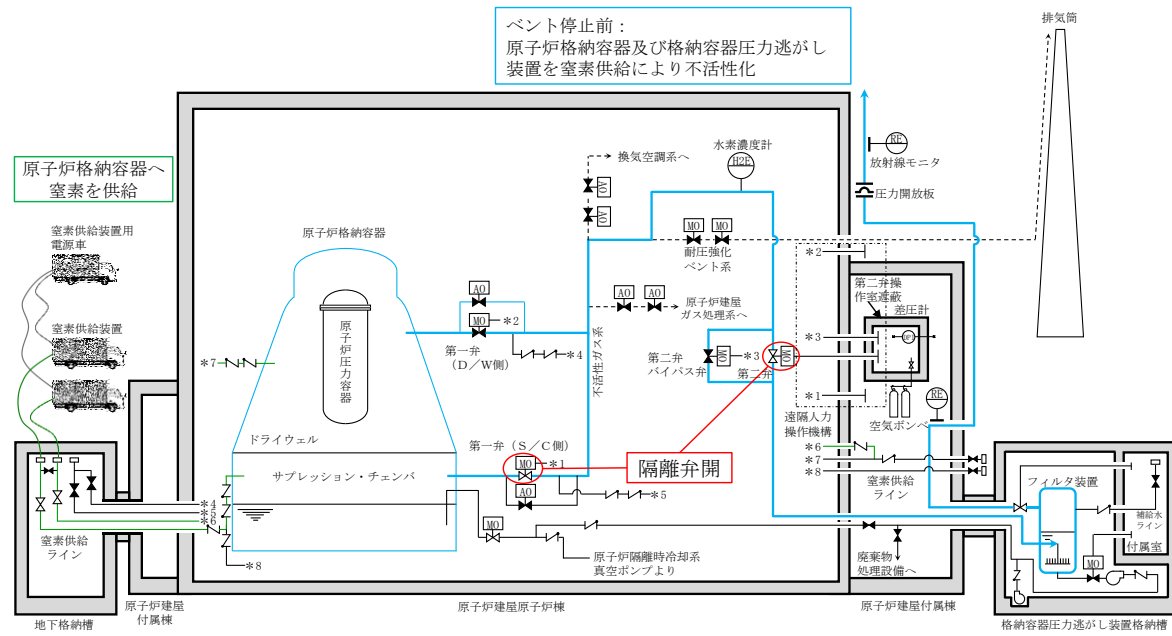 ベント停止前：
原子炉格納容器及び格納容器圧力逃がし
装置を窒素供給により不活性化
排気筒
原子炉格納容器へ
窒素を供給
窒素供給装置用
電源車
窒素供給装置
原子炉格納容器
原子炉圧力容器
ドライウェル
サプレッション・チェンバ
換気空調系へ
水素濃度計
H2E
RE
放射線モニタ
圧力開放板
AO
AO
MO
MO
耐圧強化
ベント系
*2
第二弁操
作室遮蔽
差圧計
DP
AO
MO
*2
第一弁
（D／W側）
*4
AO
AO
原子炉建屋
ガス処理系へ
不活性ガス系
*7
第二弁
バイパス弁
MO
*3
第二弁
MO
*3
*1
遠隔人力
操作機構
空気ボンベ
RE
第一弁（S／C側）
MO
*1
AO
*5
隔離弁開
*6
*7
*8
窒素供給
ライン
フィルタ装置
補給水
ライン
付属室
MO
*4
*5
*6
*8
窒素供給
ライン
MO
原子炉隔離時冷却系
真空ポンプより
廃棄物
処理設備へ
地下格納槽
原子炉建屋
付属棟
原子炉建屋原子炉棟
原子炉建屋付属棟
格納容器圧力逃がし装置格納槽